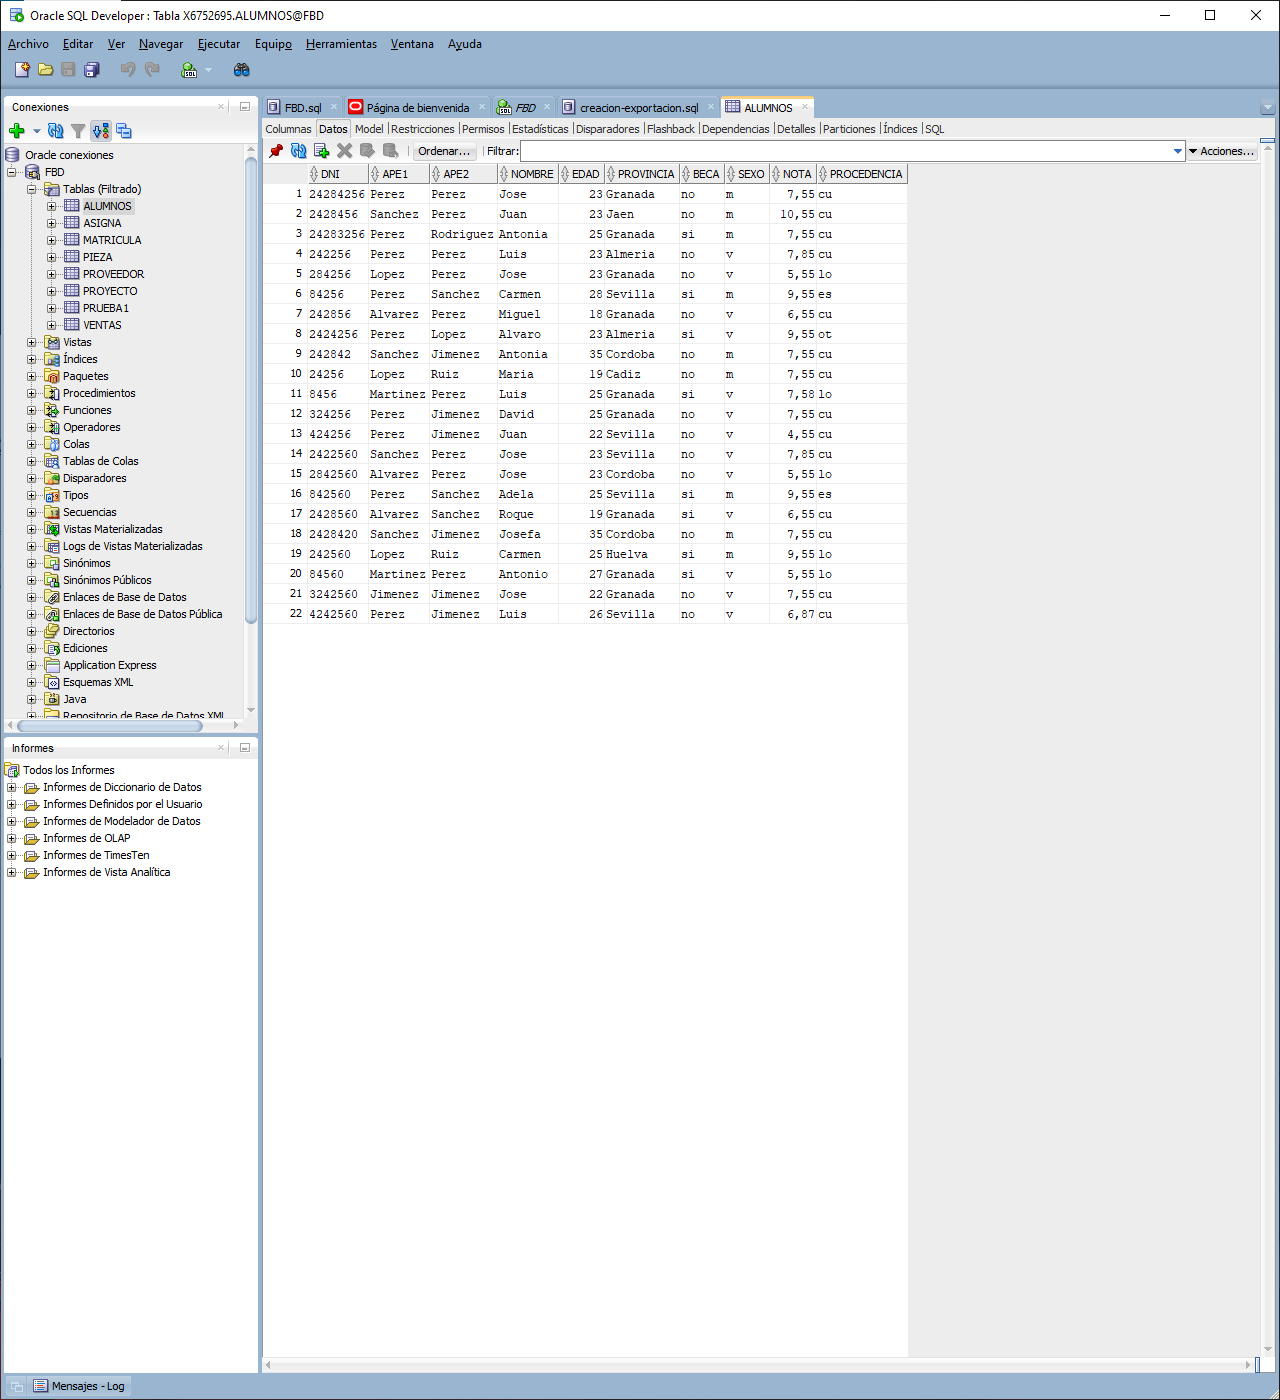 Oracle SQL Developer : Tabla X6752695.ALUMNOS@FBD
Archivo Editar Ver Navegar Ejecutar Equipo Herramientas Ventana Ayuda
Conexiones
Oracle conexiones
FBD
Tablas (Filtrado)
ALUMNOS
ASIGNA
MATRICULA
PIEZA
PROVEEDOR
PROYECTO
PRUEBA1
VENTAS
Vistas
Índices
Paquetes
Procedimientos
Funciones
Operadores
Colas
Tablas de Colas
Disparadores
Tipos
Secuencias
Vistas Materializadas
Logs de Vistas Materializadas
Sinónimos
Sinónimos Públicos
Enlaces de Base de Datos
Enlaces de Base de Datos Pública
Directorios
Ediciones
Application Express
Esquemas XML
Java
Repositorio de Base de Datos XML
Informes
Todos los Informes
Informes de Diccionario de Datos
Informes Definidos por el Usuario
Informes de Modelador de Datos
Informes de OLAP
Informes de TimesTen
Informes de Vista Analítica
FBD.sql Página de bienvenida FBD creacion-exportacion.sql ALUMNOS
Columnas Datos Model Restricciones Permisos Estadísticas Disparadores Flashback Dependencias Detalles Particiones Índices SQL
Ordenar... Filtrar: Acciones...
DNI APE1 APE2 NOMBRE EDAD PROVINCIA BECA SEXO NOTA PROCEDENCIA
1 24284256 Perez Perez Jose 23 Granada no m 7,55 cu
2 2428456 Sanchez Perez Juan 23 Jaen no m 10,55 cu
3 24283256 Perez Rodriguez Antonia 25 Granada si m 7,55 cu
4 242256 Perez Perez Luis 23 Almeria no v 7,85 cu
5 284256 Lopez Perez Jose 23 Granada no v 5,55 lo
6 84256 Perez Sanchez Carmen 28 Sevilla si m 9,55 es
7 242856 Alvarez Perez Miguel 18 Granada no v 6,55 cu
8 2424256 Perez Lopez Alvaro 23 Almeria si v 9,55 ot
9 242842 Sanchez Jimenez Antonia 35 Cordoba no m 7,55 cu
10 24256 Lopez Ruiz Maria 19 Cadiz no m 7,55 cu
11 8456 Martinez Perez Luis 25 Granada si v 7,58 lo
12 324256 Perez Jimenez David 25 Granada no v 7,55 cu
13 424256 Perez Jimenez Juan 22 Sevilla no v 4,55 cu
14 2422560 Sanchez Perez Jose 23 Sevilla no v 7,85 cu
15 2842560 Alvarez Perez Jose 23 Cordoba no v 5,55 lo
16 842560 Perez Sanchez Adela 25 Sevilla si m 9,55 es
17 2428560 Alvarez Sanchez Roque 19 Granada si v 6,55 cu
18 2428420 Sanchez Jimenez Josefa 35 Cordoba no m 7,55 cu
19 242560 Lopez Ruiz Carmen 25 Huelva si m 9,55 lo
20 84560 Martinez Perez Antonio 27 Granada si v 5,55 lo
21 3242560 Jimenez Jimenez Jose 22 Granada no v 7,55 cu
22 4242560 Perez Jimenez Luis 26 Sevilla no v 6,87 cu
Mensajes - Log